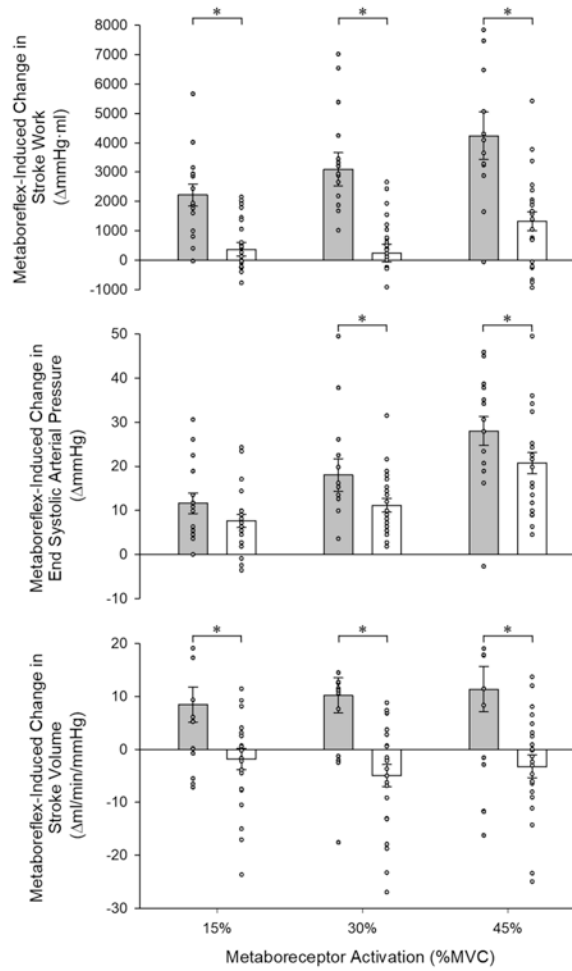 * * *
8000
7000
6000
5000
4000
3000
2000
1000
0
-1000
Metaboreflex-Induced Change in
Stroke Work
(ΔmmHg·ml)
* *
50
40
30
20
10
0
-10
Metaboreflex-Induced Change in
End Systolic Arterial Pressure
(ΔmmHg)
* * *
20
10
0
-10
-20
-30
Metaboreflex-Induced Change in
Stroke Volume
(Δml/min/mmHg)
15% 30% 45%
Metaboreceptor Activation (%MVC)